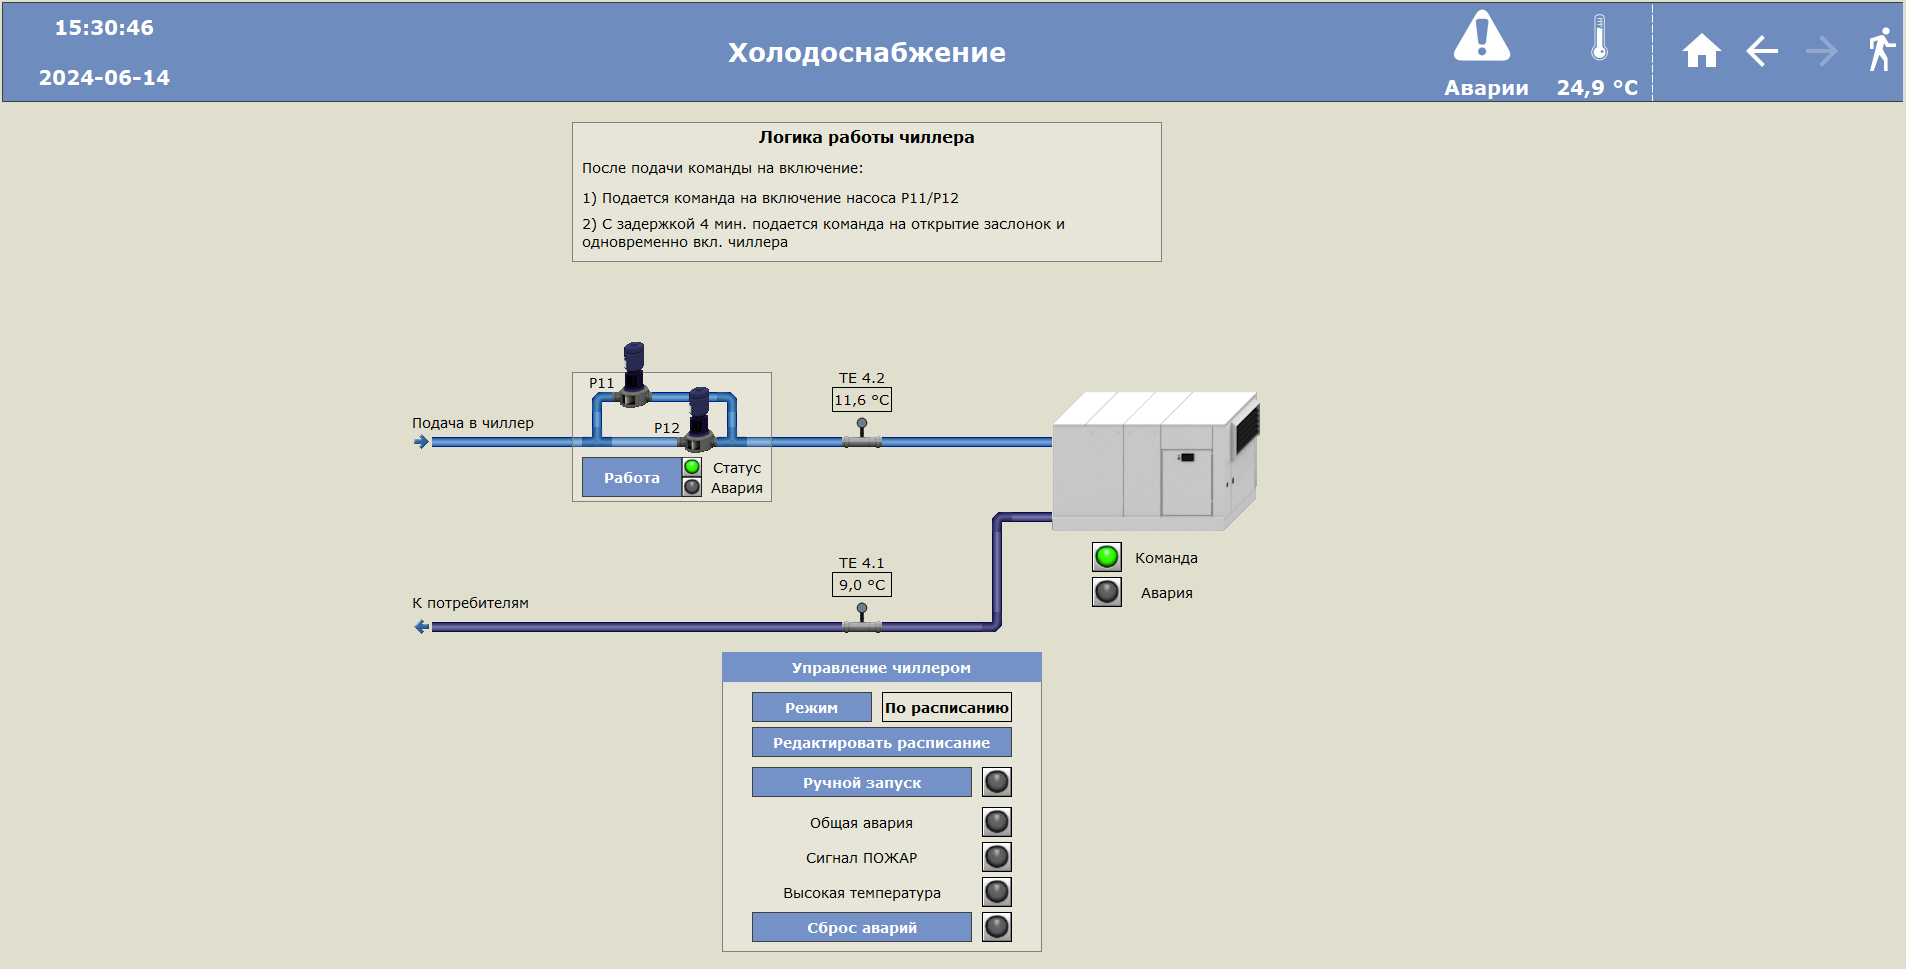 15:30:46
2024-06-14
Холодоснабжение
Аварии
24,9 °C
Логика работы чиллера
После подачи команды на включение:
1) Подается команда на включение насоса P11/P12
2) С задержкой 4 мин. подается команда на открытие заслонок и
одновременно вкл. чиллера
P11
P12
Подача в чиллер
Работа
Статус
Авария
TE 4.2
11,6 °C
Команда
Авария
TE 4.1
9,0 °C
К потребителям
Управление чиллером
Режим
По расписанию
Редактировать расписание
Ручной запуск
Общая авария
Сигнал ПОЖАР
Высокая температура
Сброс аварий